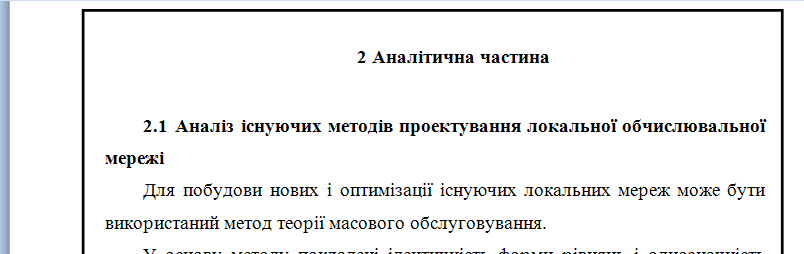 2 Аналітична частина
2.1 Аналіз існуючих методів проектування локальної обчислювальної
мережі
Для побудови нових і оптимізації існуючих локальних мереж може бути
використаний метод теорії масового обслуговування.
У основу методу покладені ідентичність форми рівнянь і однозначність